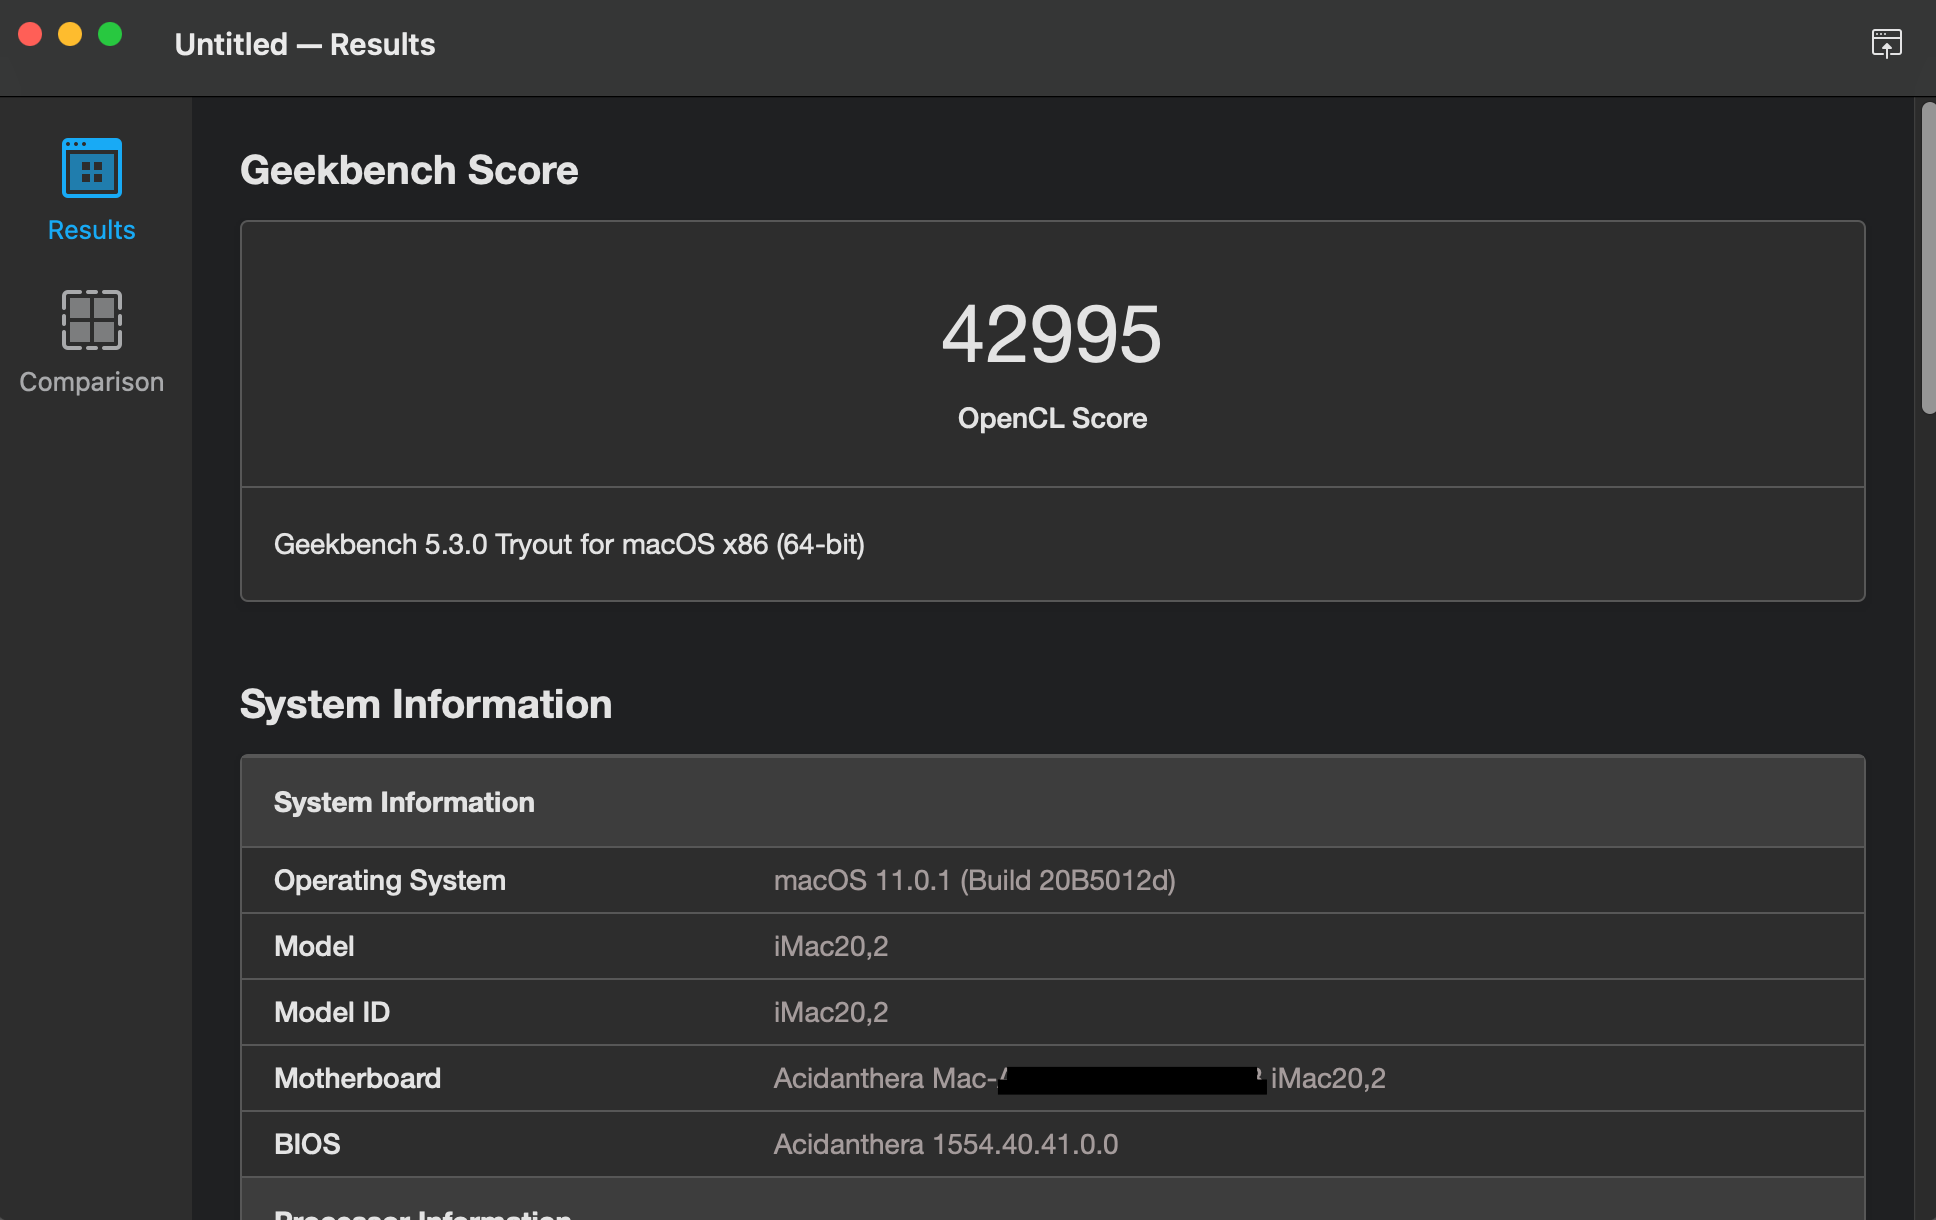 Untitled — Results
Results
Comparison
Geekbench Score
42995
OpenCL Score
Geekbench 5.3.0 Tryout for macOS x86 (64-bit)
System Information
System Information
Operating System macOS 11.0.1 (Build 20B5012d)
Model iMac20,2
Model ID iMac20,2
Motherboard Acidanthera Mac- iMac20,2
BIOS Acidanthera 1554.40.41.0.0
Processor Information